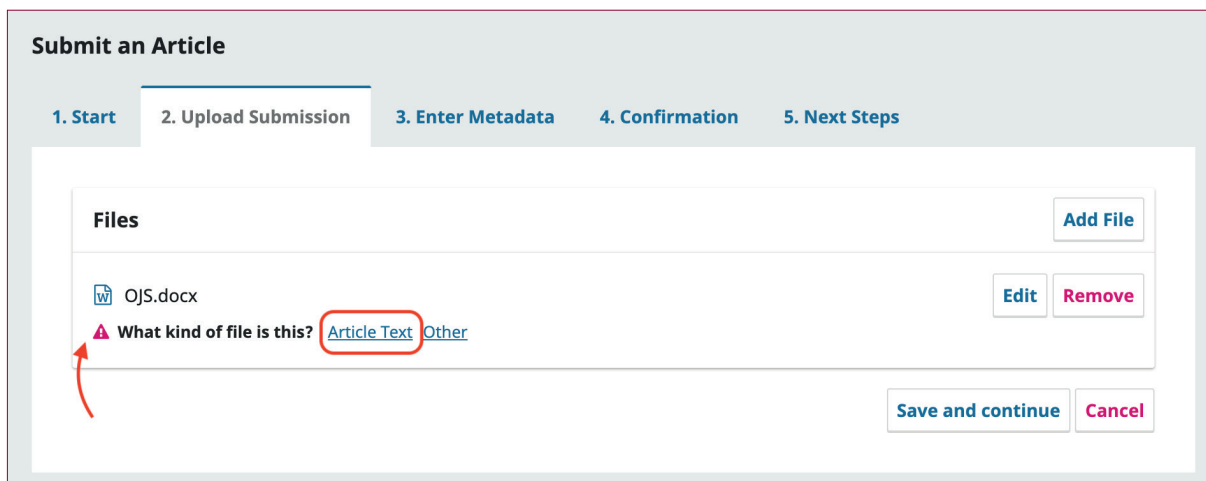 Submit an Article
1. Start 2. Upload Submission 3. Enter Metadata 4. Confirmation 5. Next Steps
Files Add File
OJS.docx Edit Remove
What kind of file is this? Article Text Other
Save and continue Cancel